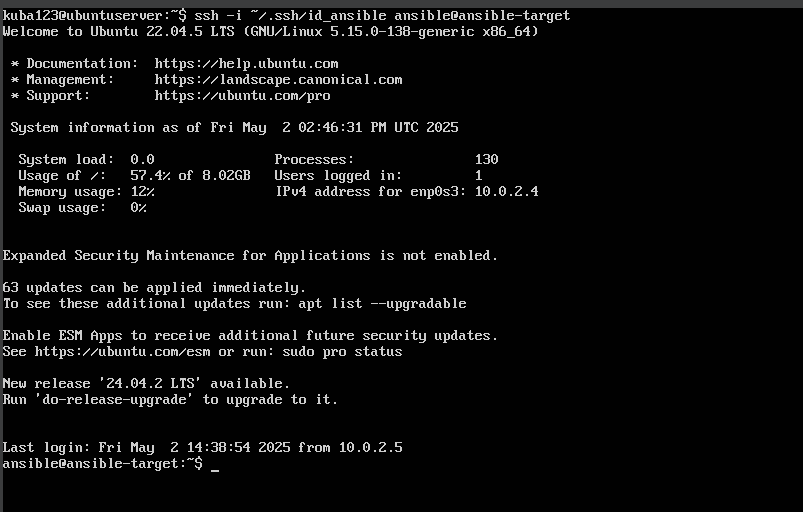 kuba123@ubuntuserver:~$ ssh -i ~/.ssh/id_ansible ansible@ansible-target
Welcome to Ubuntu 22.04.5 LTS (GNU/Linux 5.15.0-138-generic x86_64)
* Documentation:  https://help.ubuntu.com
* Management:     https://landscape.canonical.com
* Support:        https://ubuntu.com/pro
System information as of Fri May  2 02:46:31 PM UTC 2025
System load:  0.0               Processes:               130
Usage of /:   57.4% of 8.02GB   Users logged in:         1
Memory usage: 12%               IPv4 address for enp0s3: 10.0.2.4
Swap usage:   0%
Expanded Security Maintenance for Applications is not enabled.
63 updates can be applied immediately.
To see these additional updates run: apt list --upgradable
Enable ESM Apps to receive additional future security updates.
See https://ubuntu.com/esm or run: sudo pro status
New release '24.04.2 LTS' available.
Run 'do-release-upgrade' to upgrade to it.
Last login: Fri May  2 14:38:54 2025 from 10.0.2.5
ansible@ansible-target:~$ _